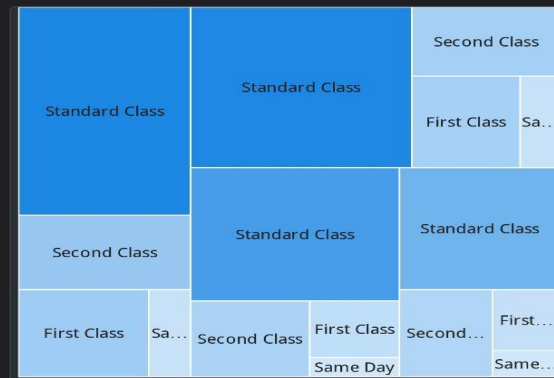 Standard Class
Second Class
First Class
Sa...
Standard Class
Second Class
First Class
Sa...
Standard Class
Second Class
First Class
Same Day
Standard Class
Second...
First...
Same...